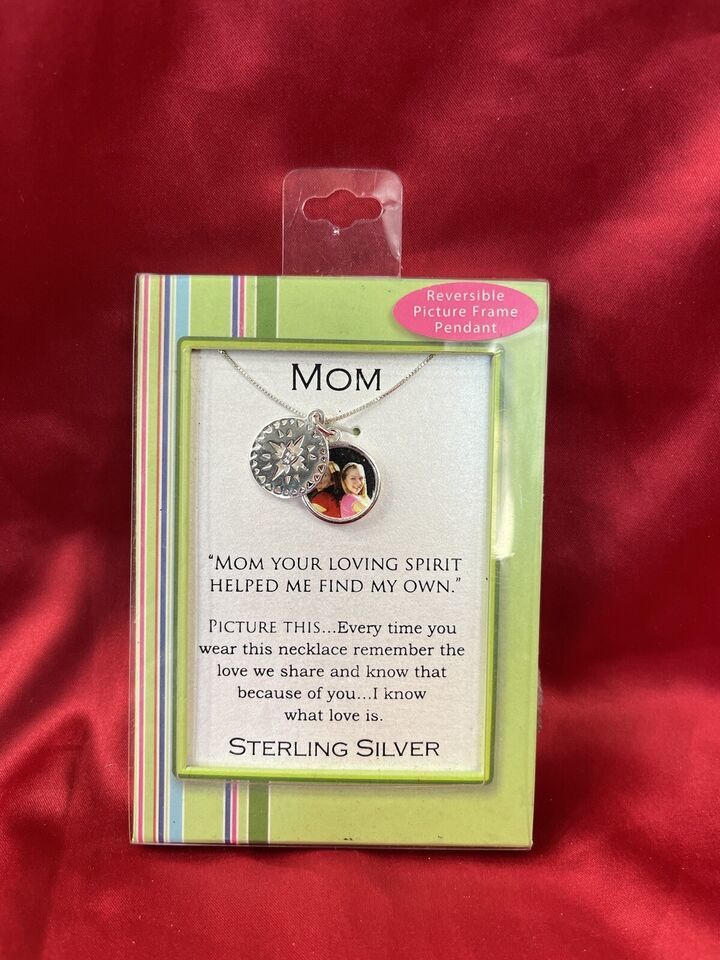 Reversible
Picture Frame
Pendant
MOM
"MOM YOUR LOVING SPIRIT
HELPED ME FIND MY OWN."
PICTURE THIS...Every time you
wear this necklace remember the
love we share and know that
because of you...I know
what love is.
STERLING SILVER